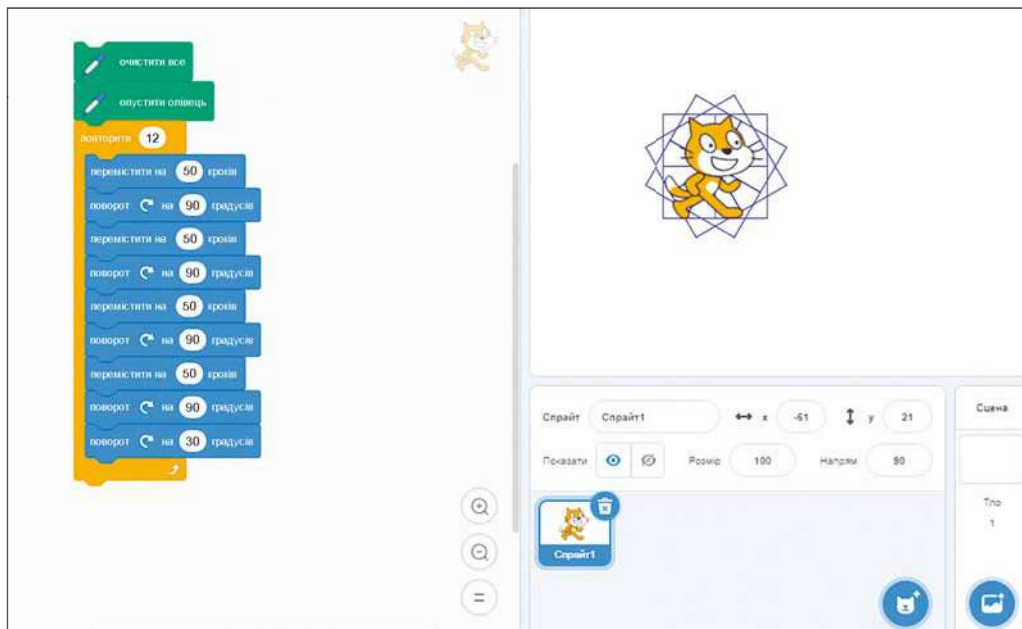 очистити все
опустити олівець
повторити 12
перемістити на 50 кроків
поворот на 90 градусів
перемістити на 50 кроків
поворот на 90 градусів
перемістити на 50 кроків
поворот на 90 градусів
перемістити на 50 кроків
поворот на 90 градусів
поворот на 30 градусів
Спрайт Спрайт1 x -61 y 21
Показати Розмір 100 Напрям 90
Спрайт1
Сцена
Тло
1